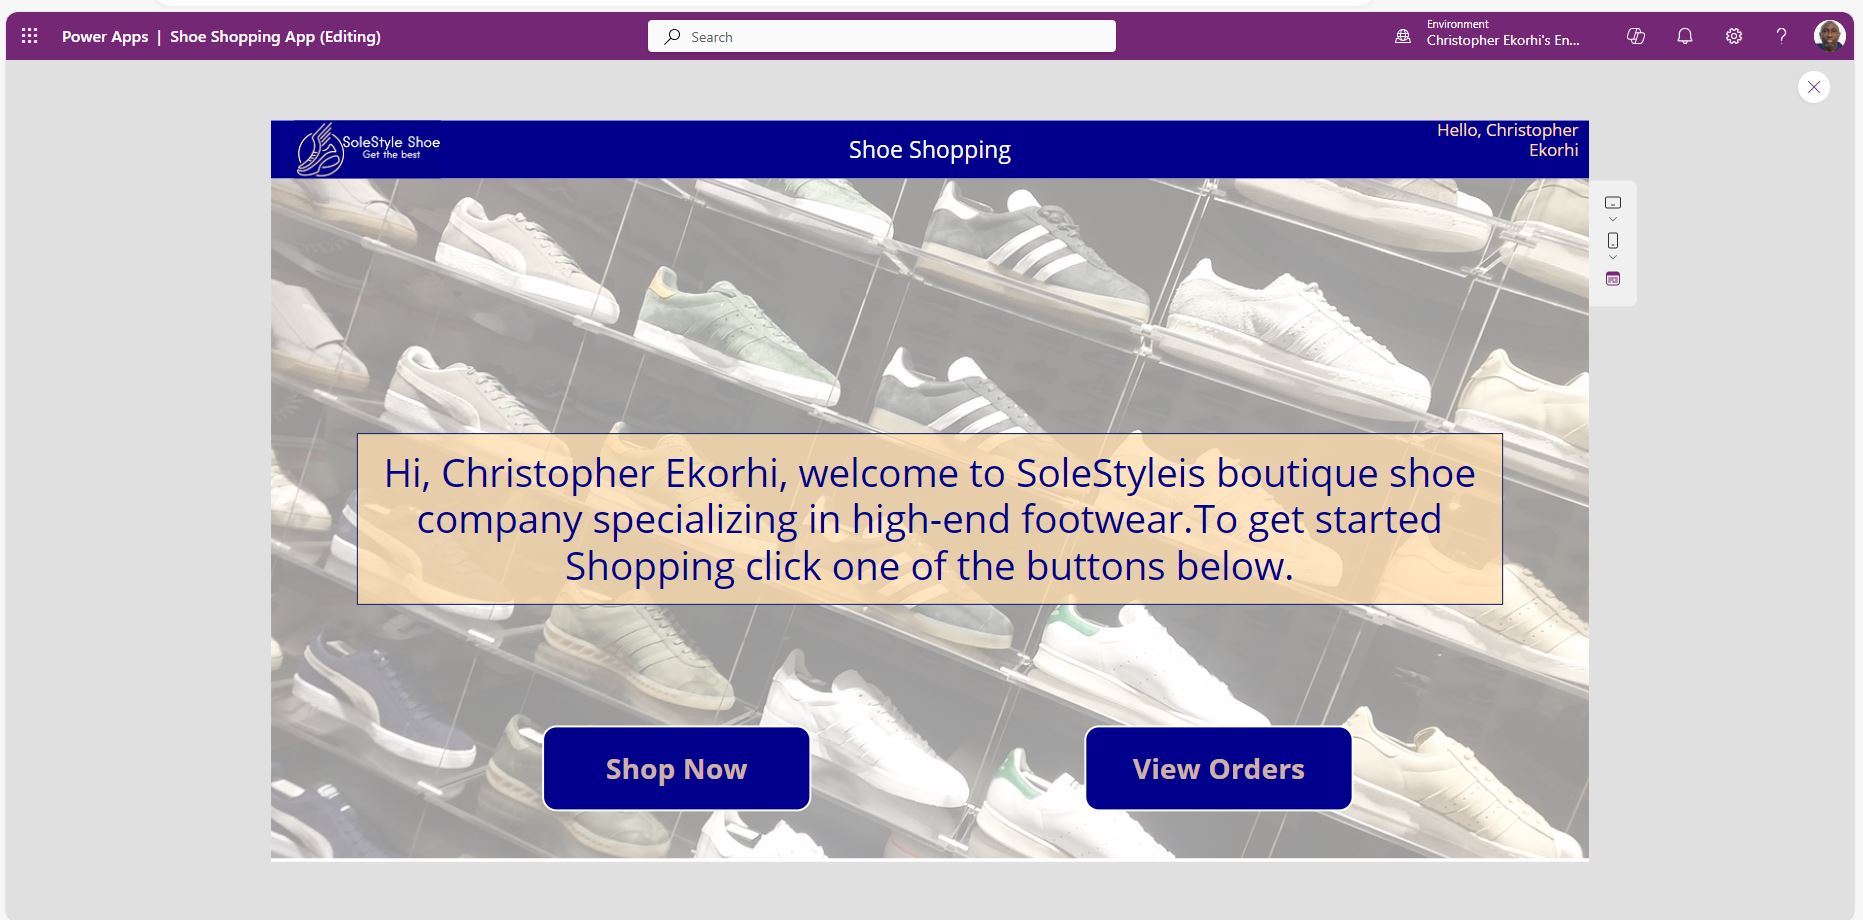 Power Apps | Shoe Shopping App (Editing)
Search
Environment
Christopher Ekorhi's En...
SoleStyle Shoe
Get the best
Shoe Shopping
Hello, Christopher
Ekorhi
Hi, Christopher Ekorhi, welcome to SoleStyleis boutique shoe
company specializing in high-end footwear.To get started
Shopping click one of the buttons below.
Shop Now
View Orders